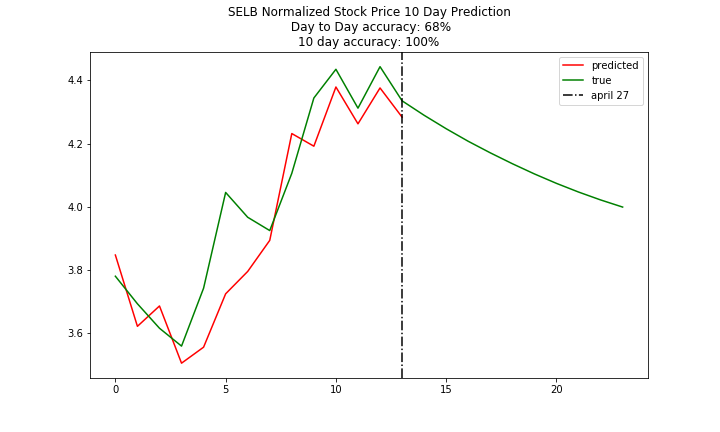 SELB Normalized Stock Price 10 Day Prediction
Day to Day accuracy: 68%
10 day accuracy: 100%
predicted
true
april 27
4.4
4.2
4.0
3.8
3.6
0 5 10 15 20